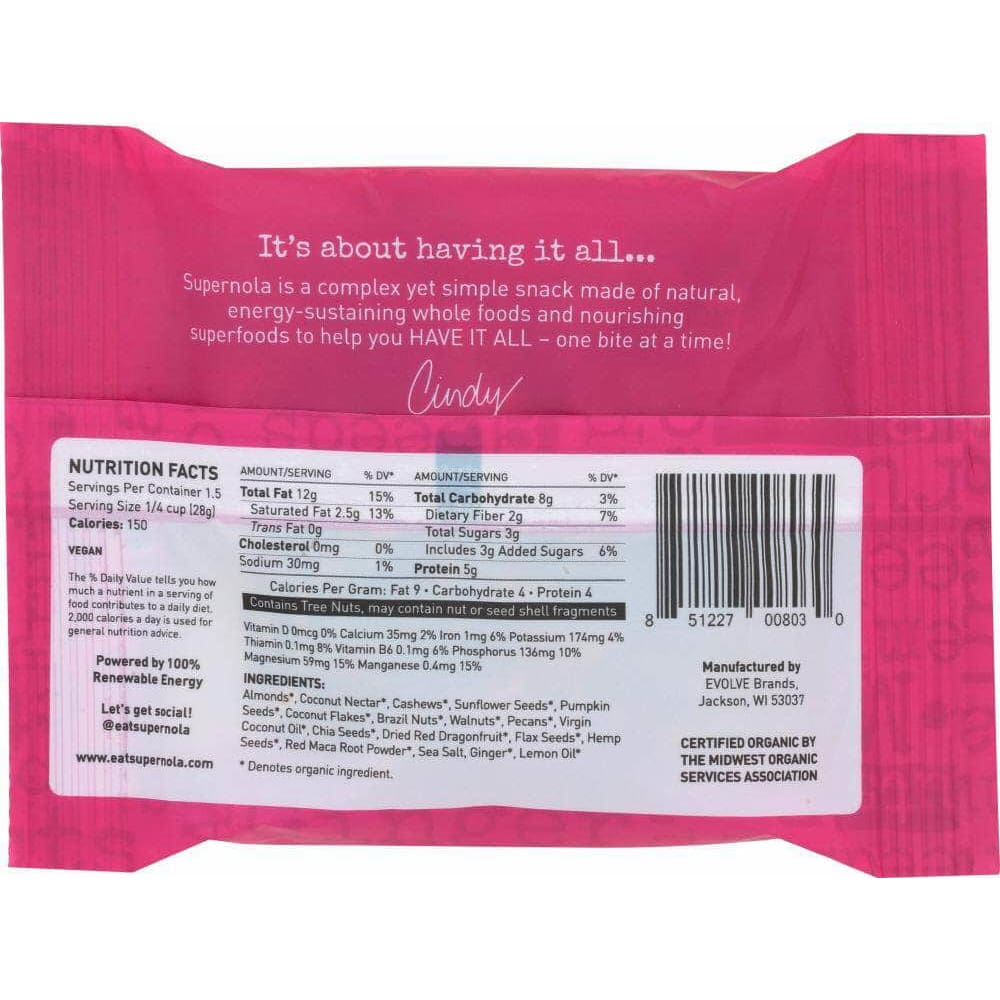 It's about having it all...
Supernola is a complex yet simple snack made of natural,
energy-sustaining whole foods and nourishing
superfoods to help you HAVE IT ALL – one bite at a time!
Cindy
NUTRITION FACTS
Servings Per Container 1.5
Serving Size 1/4 cup (28g)
Calories: 150
VEGAN
The % Daily Value tells you how
much a nutrient in a serving of
food contributes to a daily diet.
2,000 calories a day is used for
general nutrition advice.
Powered by 100%
Renewable Energy
Let's get social!
@eatsupernola
www.eatsupernola.com
AMOUNT/SERVING % DV*
Total Fat 12g 15%
Saturated Fat 2.5g 13%
Trans Fat 0g
Cholesterol 0mg 0%
Sodium 30mg 1%
AMOUNT/SERVING % DV*
Total Carbohydrate 8g 3%
Dietary Fiber 2g 7%
Total Sugars 3g
Includes 3g Added Sugars 6%
Protein 5g
Calories Per Gram: Fat 9 • Carbohydrate 4 • Protein 4
Contains Tree Nuts, may contain nut or seed shell fragments
Vitamin D 0mcg 0% Calcium 35mg 2% Iron 1mg 6% Potassium 174mg 4%
Thiamin 0.1mg 8% Vitamin B6 0.1mg 6% Phosphorus 136mg 10%
Magnesium 59mg 15% Manganese 0.4mg 15%
INGREDIENTS:
Almonds*, Coconut Nectar*, Cashews*, Sunflower Seeds*, Pumpkin
Seeds*, Coconut Flakes*, Brazil Nuts*, Walnuts*, Pecans*, Virgin
Coconut Oil*, Chia Seeds*, Dried Red Dragonfruit*, Flax Seeds*, Hemp
Seeds*, Red Maca Root Powder*, Sea Salt, Ginger*, Lemon Oil*
* Denotes organic ingredient.
8 51227 00803 0
Manufactured by
EVOLVE Brands,
Jackson, WI 53037
CERTIFIED ORGANIC BY
THE MIDWEST ORGANIC
SERVICES ASSOCIATION